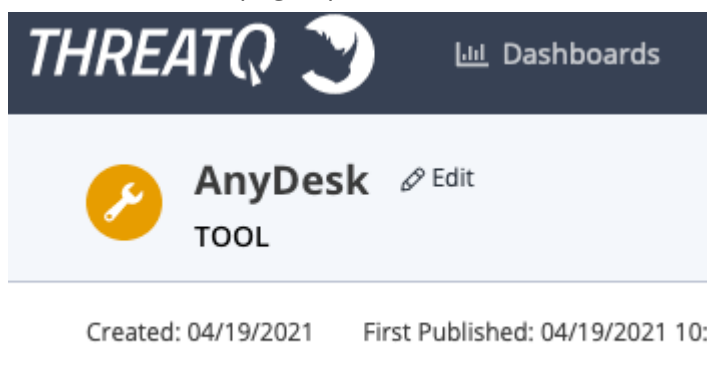 THREATQ Dashboards
AnyDesk Edit
TOOL
Created: 04/19/2021 First Published: 04/19/2021 10: